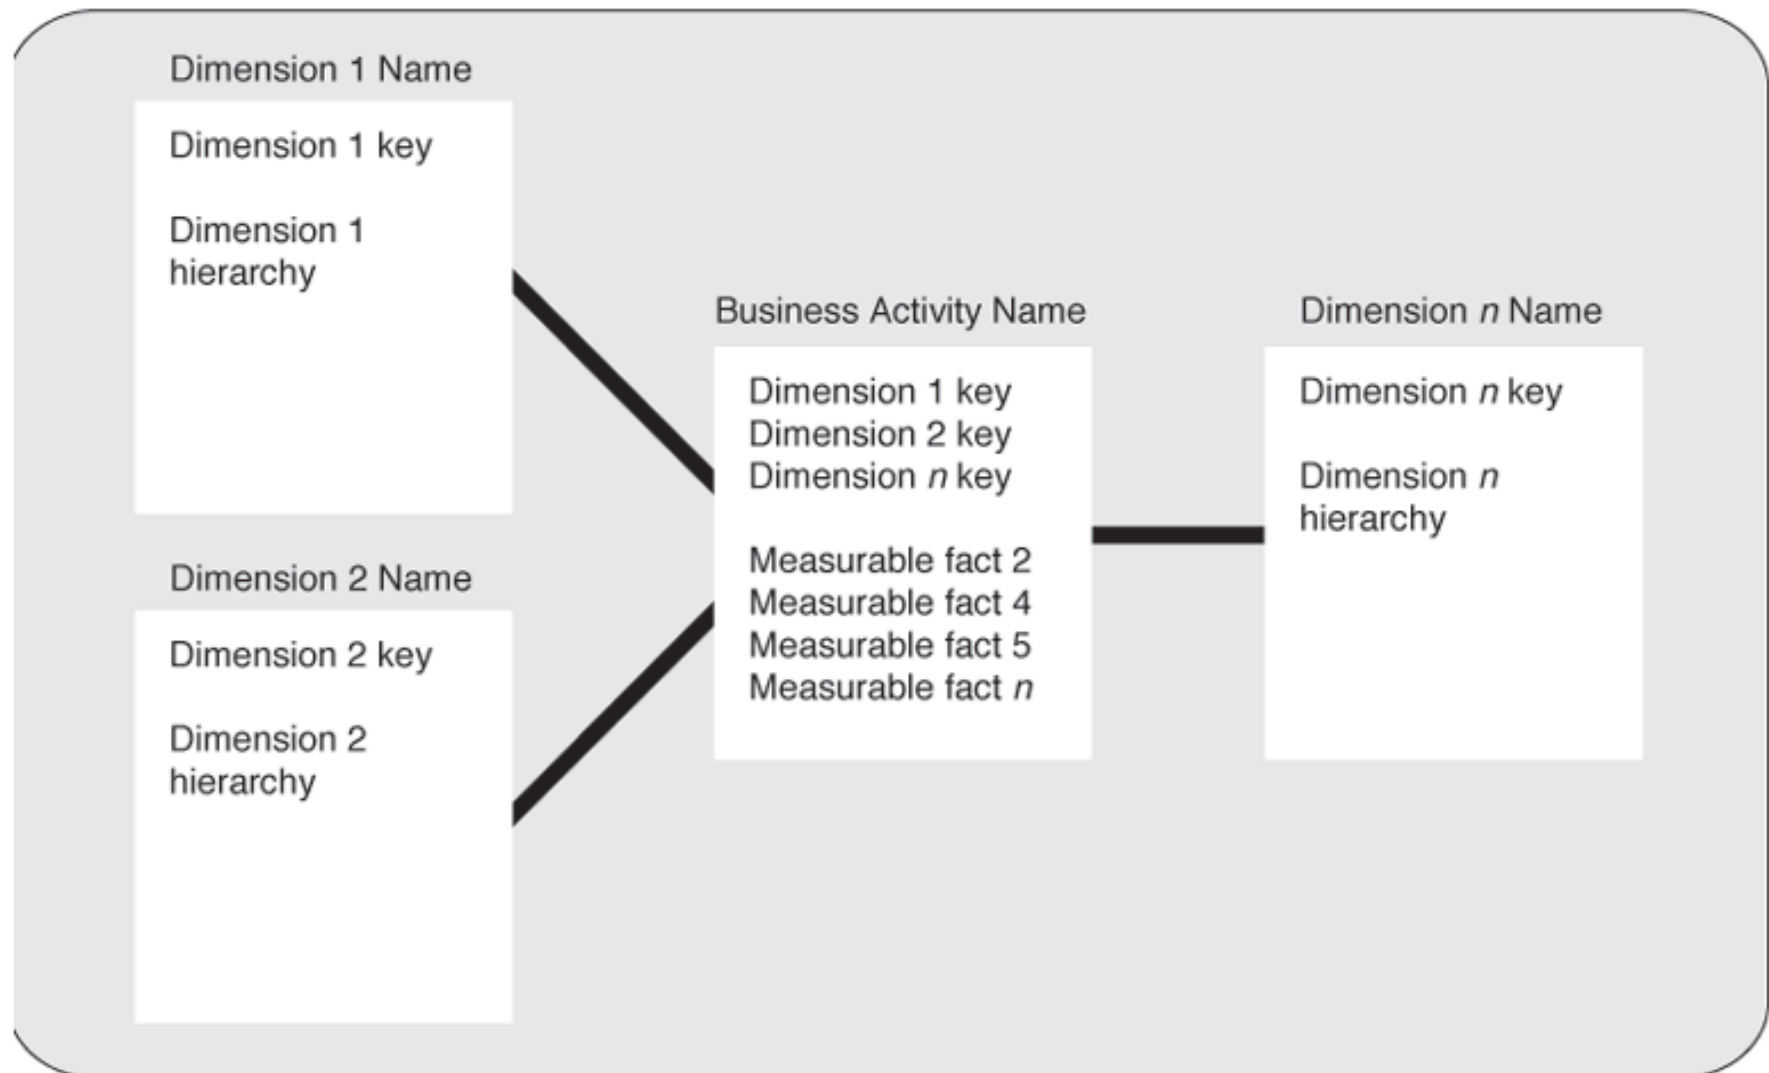 Dimension 1 Name
Dimension 1 key
Dimension 1
hierarchy
Dimension 2 Name
Dimension 2 key
Dimension 2
hierarchy
Business Activity Name
Dimension 1 key
Dimension 2 key
Dimension n key
Measurable fact 2
Measurable fact 4
Measurable fact 5
Measurable fact n
Dimension n Name
Dimension n key
Dimension n
hierarchy